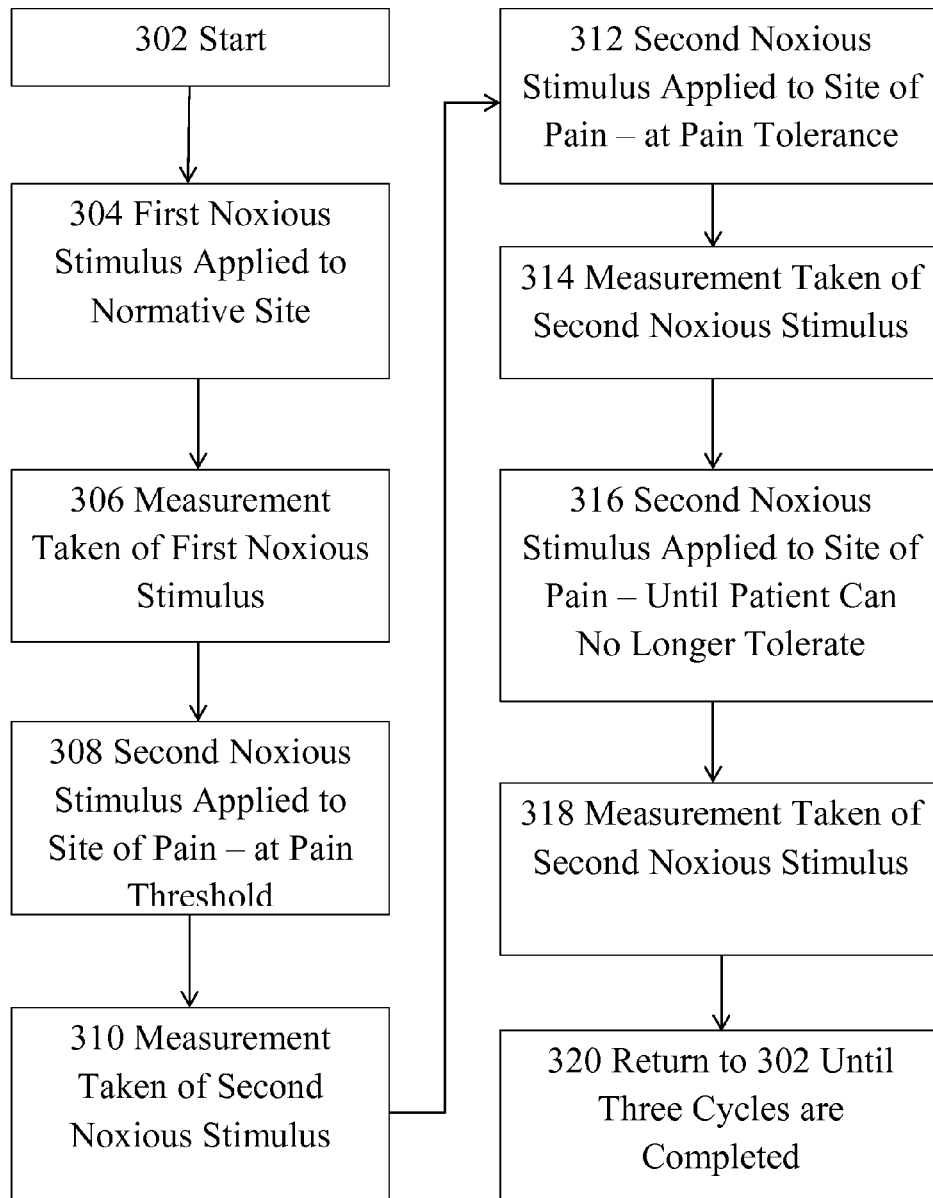 302 Start
304 First Noxious
Stimulus Applied to
Normative Site
306 Measurement
Taken of First Noxious
Stimulus
308 Second Noxious
Stimulus Applied to
Site of Pain – at Pain
Threshold
310 Measurement
Taken of Second
Noxious Stimulus
312 Second Noxious
Stimulus Applied to Site of
Pain – at Pain Tolerance
314 Measurement Taken of
Second Noxious Stimulus
316 Second Noxious
Stimulus Applied to Site of
Pain – Until Patient Can
No Longer Tolerate
318 Measurement Taken of
Second Noxious Stimulus
320 Return to 302 Until
Three Cycles are
Completed